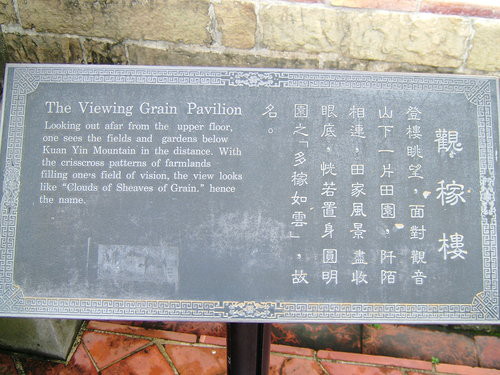 The Viewing Grain Pavilion
Looking out afar from the upper floor,
one sees the fields and gardens below
Kuan Yin Mountain in the distance. With
the crisscross patterns of farmlands
filling one's field of vision, the view looks
like "Clouds of Sheaves of Grain." hence
the name.
觀稼樓
登樓眺望，面對觀音
山下一片田園，阡陌
相連，田家風景盡收
眼底，恍若置身圓明
園之「多稼如雲」，故
名。